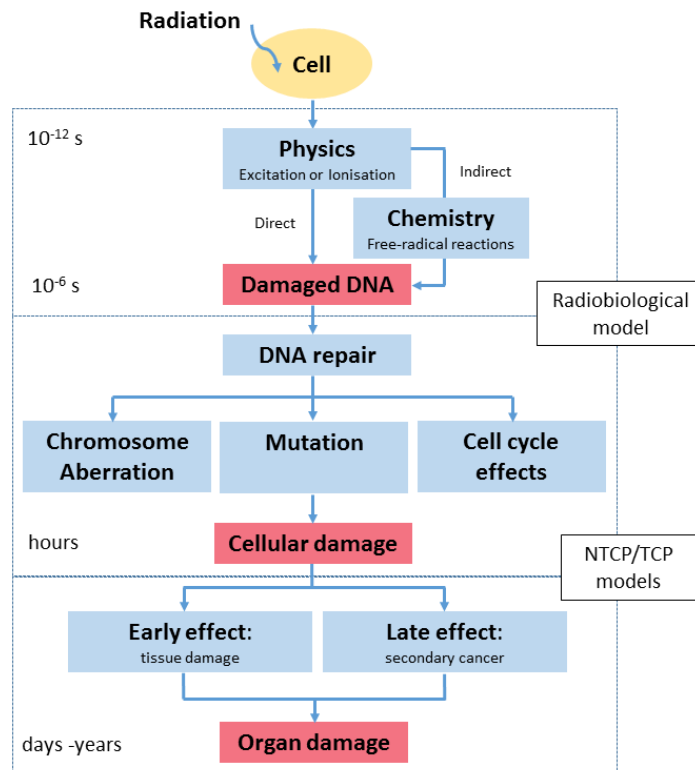 Radiation
Cell
10⁻¹² s
Physics
Excitation or Ionisation
Indirect
Direct
Chemistry
Free-radical reactions
10⁻⁶ s
Damaged DNA
Radiobiological
model
DNA repair
Chromosome
Aberration
Mutation
Cell cycle
effects
hours
Cellular damage
NTCP/TCP
models
Early effect:
tissue damage
Late effect:
secondary cancer
days -years
Organ damage